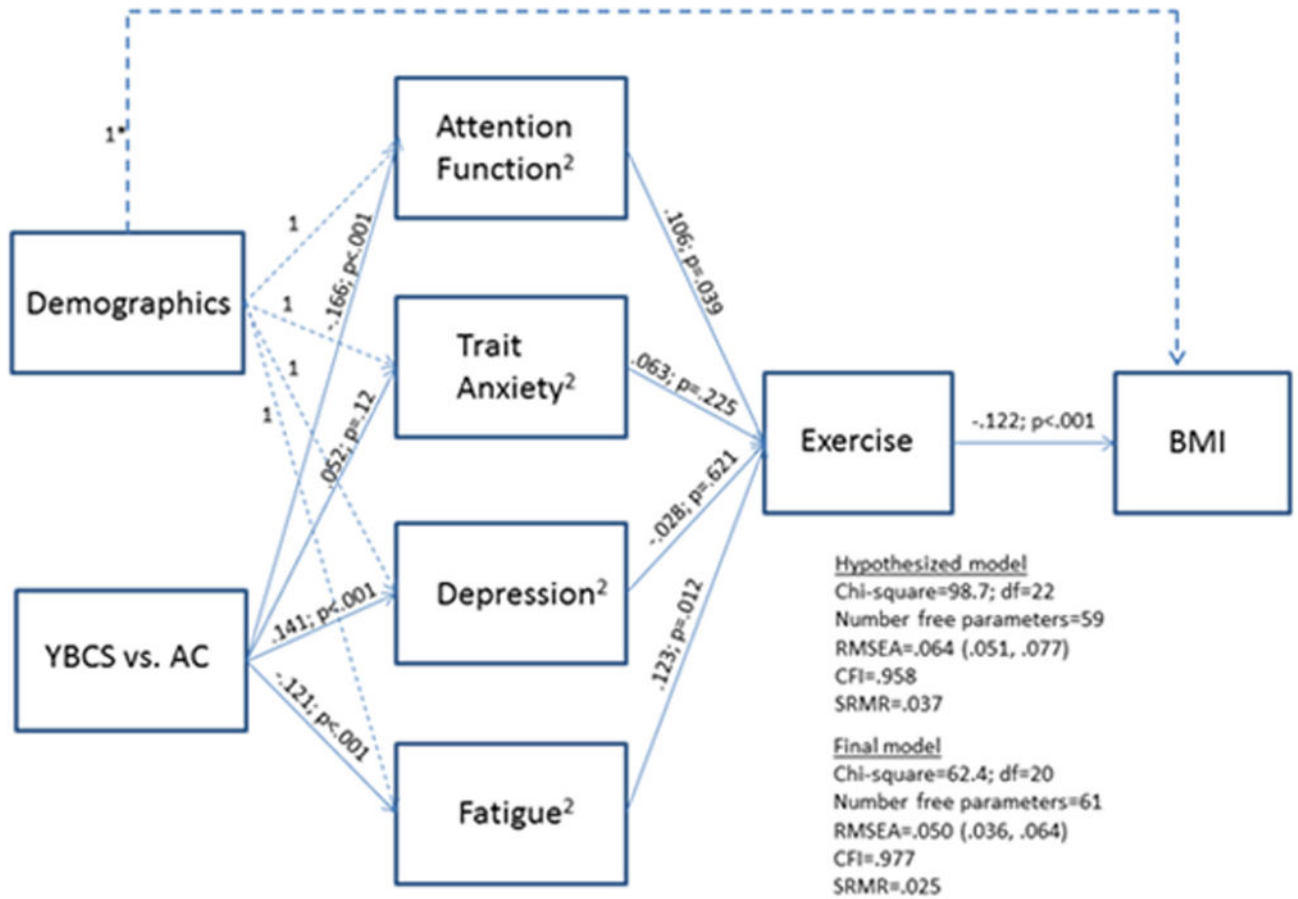 1*
Attention
Function²
1
-.166; p<.001
.106; p=.039
Demographics
1
Trait
Anxiety²
.063; p=.225
1
1
.052; p=.12
Exercise
-.122; p<.001
BMI
-.028; p=.621
YBCS vs. AC
.141; p<.001
Depression²
-.121; p<.001
.123; p=.012
Fatigue²
Hypothesized model
Chi-square=98.7; df=22
Number free parameters=59
RMSEA=.064 (.051, .077)
CFI=.958
SRMR=.037
Final model
Chi-square=62.4; df=20
Number free parameters=61
RMSEA=.050 (.036, .064)
CFI=.977
SRMR=.025